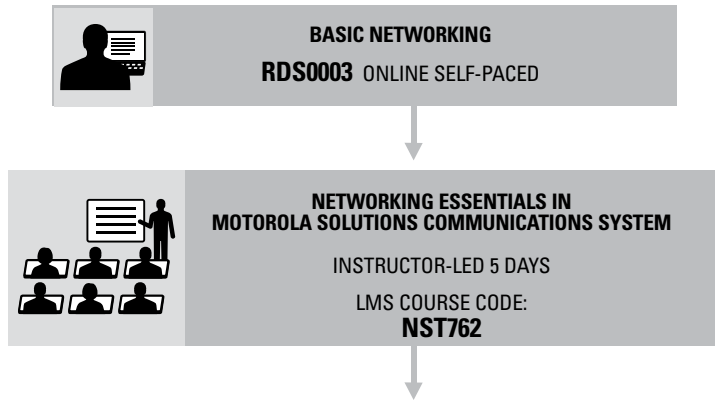 BASIC NETWORKING
RDS0003 ONLINE SELF-PACED
NETWORKING ESSENTIALS IN
MOTOROLA SOLUTIONS COMMUNICATIONS SYSTEM
INSTRUCTOR-LED 5 DAYS
LMS COURSE CODE:
NST762